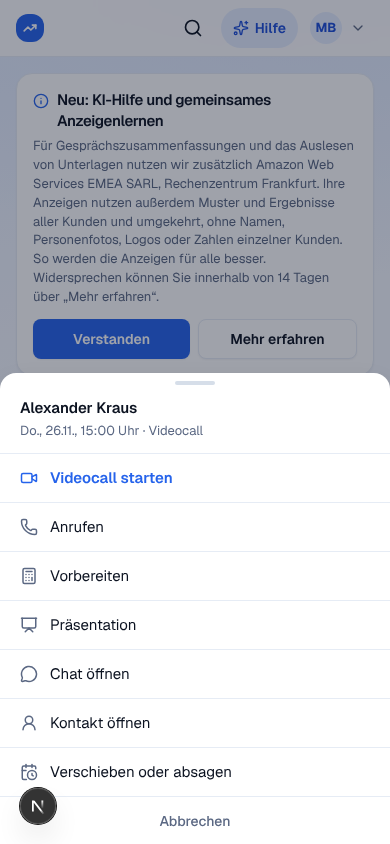 Hilfe
MB
Neu: KI-Hilfe und gemeinsames
Anzeigenlernen
Für Gesprächszusammenfassungen und das Auslesen
von Unterlagen nutzen wir zusätzlich Amazon Web
Services EMEA SARL, Rechenzentrum Frankfurt. Ihre
Anzeigen nutzen außerdem Muster und Ergebnisse
aller Kunden und umgekehrt, ohne Namen,
Personenfotos, Logos oder Zahlen einzelner Kunden.
So werden die Anzeigen für alle besser.
Widersprechen können Sie innerhalb von 14 Tagen
über „Mehr erfahren“.
Verstanden
Mehr erfahren
Alexander Kraus
Do., 26.11., 15:00 Uhr · Videocall
Videocall starten
Anrufen
Vorbereiten
Präsentation
Chat öffnen
Kontakt öffnen
Verschieben oder absagen
N
Abbrechen